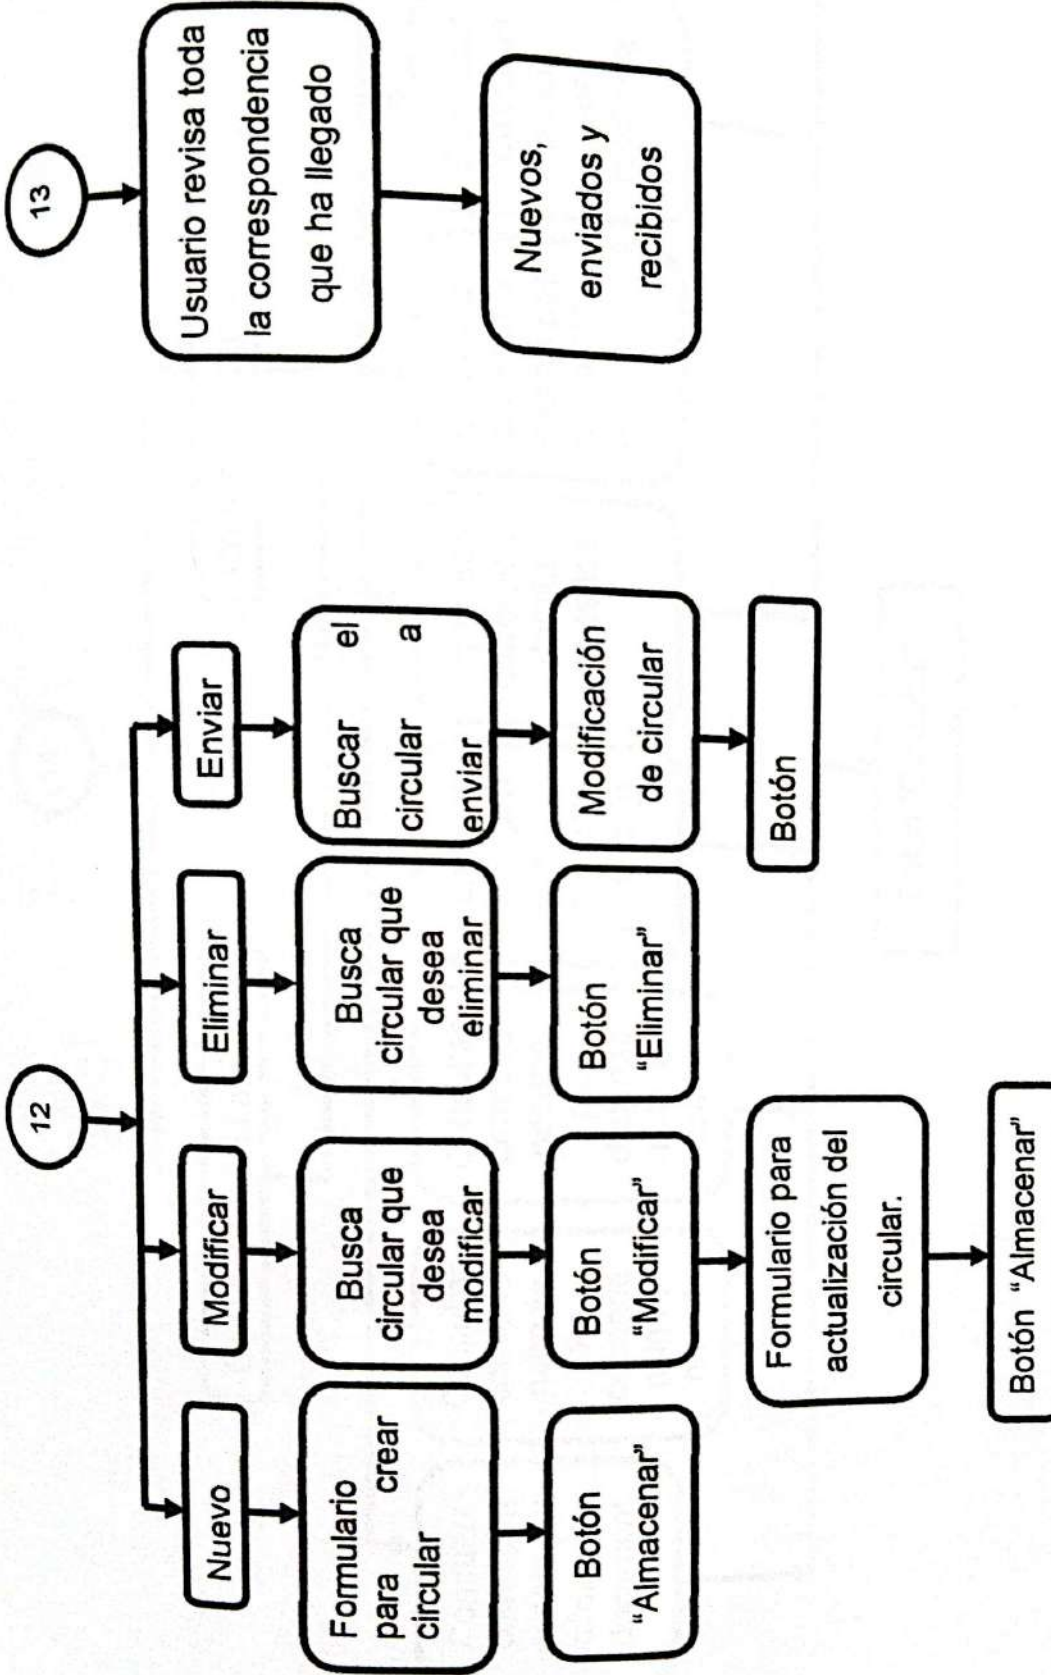 12
Nuevo
Modificar
Eliminar
Enviar
Formulario
para crear
circular
Busca
circular que
desea
modificar
Busca
circular que
desea
eliminar
Buscar el
circular a
enviar
Botón
“Almacenar”
Botón
“Modificar”
Botón
“Eliminar”
Modificación
de circular
Formulario para
actualización del
circular.
Botón
Botón “Almacenar”
13
Usuario revisa toda
la correspondencia
que ha llegado
Nuevos,
enviados y
recibidos